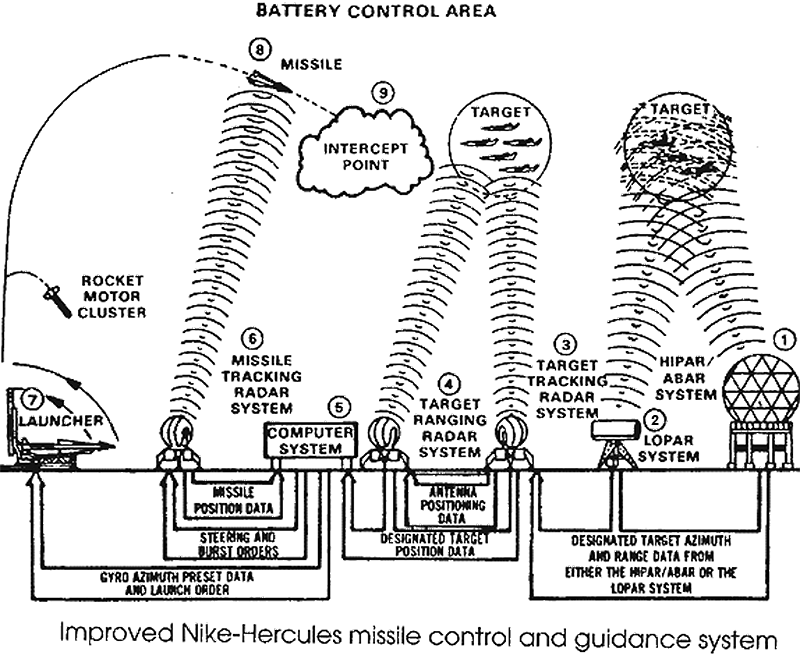 BATTERY CONTROL AREA
8
MISSILE
9
INTERCEPT
POINT
TARGET
TARGET
ROCKET
MOTOR
CLUSTER
6
MISSILE
TRACKING
RADAR
SYSTEM
5
COMPUTER
SYSTEM
4
TARGET
RANGING
RADAR
SYSTEM
3
TARGET
TRACKING
RADAR
SYSTEM
HIPAR/
ABAR SYSTEM
1
2
LOPAR
SYSTEM
7
LAUNCHER
MISSILE
POSITION DATA
STEERING AND
BURST ORDERS
GYRO AZIMUTH PRESET DATA
AND LAUNCH ORDER
ANTENNA
POSITIONING
DATA
DESIGNATED TARGET
POSITION DATA
DESIGNATED TARGET AZIMUTH
AND RANGE DATA FROM
EITHER THE HIPAR/ABAR OR THE
LOPAR SYSTEM
Improved Nike-Hercules missile control and guidance system